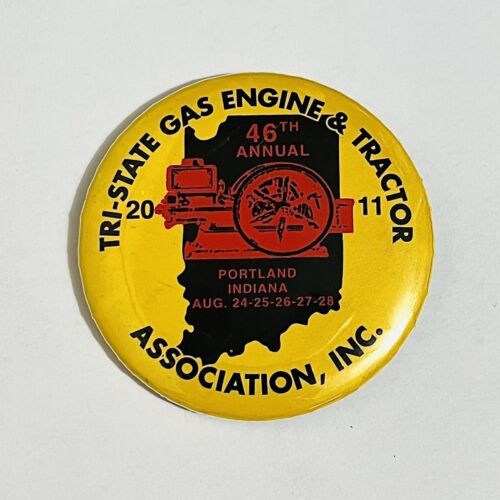 TRI-STATE GAS ENGINE & TRACTOR
46TH
ANNUAL
20 11
PORTLAND
INDIANA
AUG. 24-25-26-27-28
ASSOCIATION, INC.